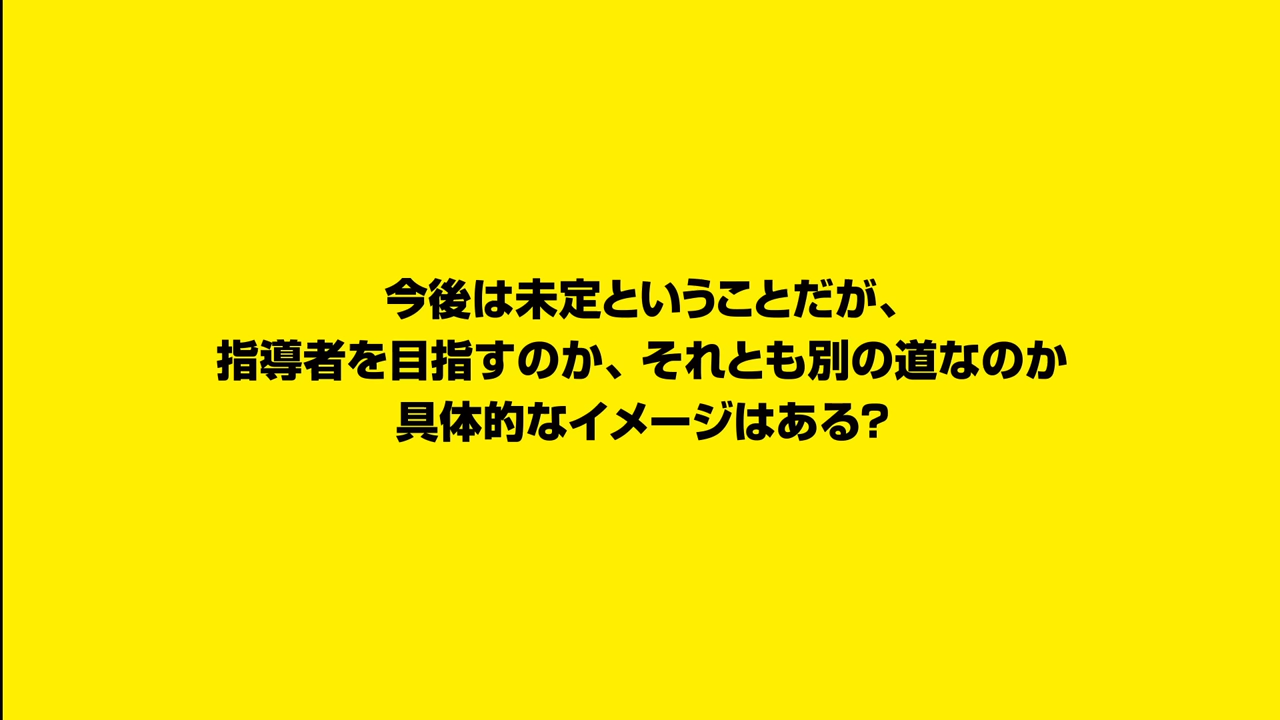 今後は未定ということだが、
指導者を目指すのか、それとも別の道なのか
具体的なイメージはある?